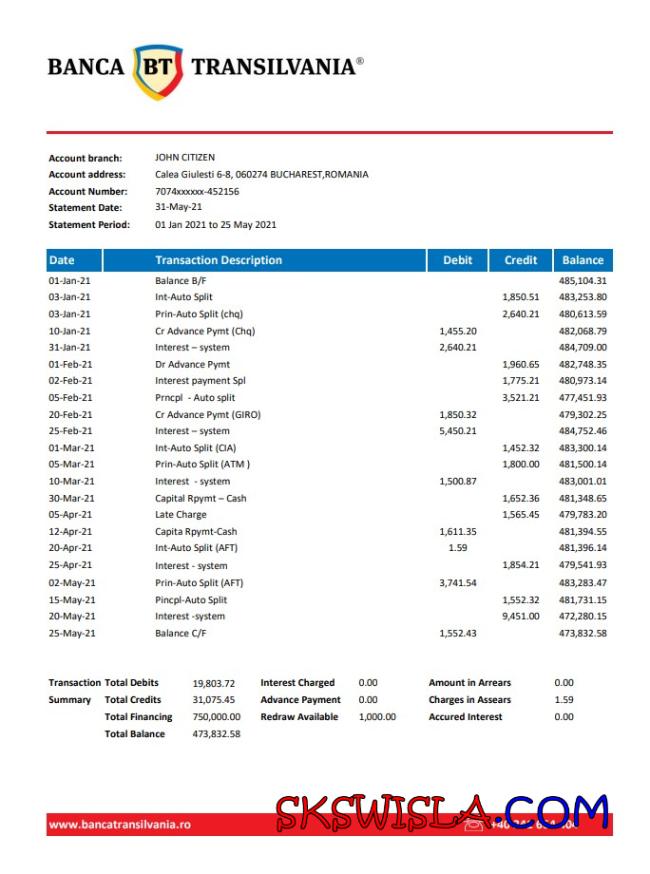 BANCA BT TRANSILVANIA®
Account branch: JOHN CITIZEN
Account address: Calea Giulesti 6-8, 060274 BUCHAREST,ROMANIA
Account Number: 7074xxxxxx-452156
Statement Date: 31-May-21
Statement Period: 01 Jan 2021 to 25 May 2021
Date Transaction Description Debit Credit Balance
01-Jan-21 Balance B/F 485,104.31
03-Jan-21 Int-Auto Split 1,850.51 483,253.80
03-Jan-21 Prin-Auto Split (chq) 2,640.21 480,613.59
10-Jan-21 Cr Advance Pymt (Chq) 1,455.20 482,068.79
31-Jan-21 Interest – system 2,640.21 484,709.00
01-Feb-21 Dr Advance Pymt 1,960.65 482,748.35
02-Feb-21 Interest payment Spl 1,775.21 480,973.14
05-Feb-21 Prncpl - Auto split 3,521.21 477,451.93
20-Feb-21 Cr Advance Pymt (GIRO) 1,850.32 479,302.25
25-Feb-21 Interest – system 5,450.21 484,752.46
01-Mar-21 Int-Auto Split (CIA) 1,452.32 483,300.14
05-Mar-21 Prin-Auto Split (ATM ) 1,800.00 481,500.14
10-Mar-21 Interest - system 1,500.87 483,001.01
30-Mar-21 Capital Rpymt – Cash 1,652.36 481,348.65
05-Apr-21 Late Charge 1,565.45 479,783.20
12-Apr-21 Capita Rpymt-Cash 1,611.35 481,394.55
20-Apr-21 Int-Auto Split (AFT) 1.59 481,396.14
25-Apr-21 Interest - system 1,854.21 479,541.93
02-May-21 Prin-Auto Split (AFT) 3,741.54 483,283.47
15-May-21 Pincpl-Auto Split 1,552.32 481,731.15
20-May-21 Interest -system 9,451.00 472,280.15
25-May-21 Balance C/F 1,552.43 473,832.58
Transaction Total Debits 19,803.72 Interest Charged 0.00 Amount in Arrears 0.00
Summary Total Credits 31,075.45 Advance Payment 0.00 Charges in Assears 1.59
Total Financing 750,000.00 Redraw Available 1,000.00 Accured Interest 0.00
Total Balance 473,832.58
SKSWISLA.COM
www.bancatransilvania.ro